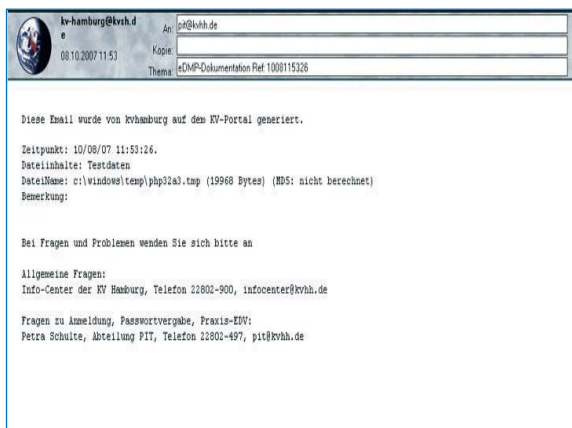 kv-hamburg@kvsh.d
e
08.10.2007 11:53
An: pit@kvhh.de
Kopie:
Thema: eDMP-Dokumentation Ref: 1008115326
Diese Email wurde von kvhamburg auf dem KV-Portal generiert.
Zeitpunkt: 10/08/07 11:53:26.
Dateiinhalte: Testdaten
DateiName: c:\windows\temp\php32a3.tmp (19968 Bytes) (MD5: nicht berechnet)
Bemerkung:
Bei Fragen und Problemen wenden Sie sich bitte an
Allgemeine Fragen:
Info-Center der KV Hamburg, Telefon 22802-900, infocenter@kvhh.de
Fragen zu Anmeldung, Passwortvergabe, Praxis-EDV:
Petra Schulte, Abteilung PIT, Telefon 22802-497, pit@kvhh.de